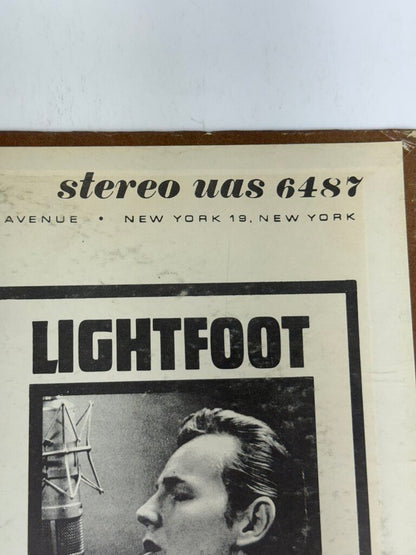 stereo uas 6487
AVENUE • NEW YORK 19, NEW YORK
LIGHTFOOT